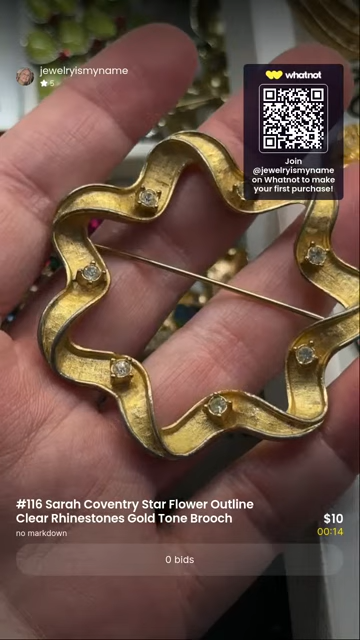 jewelryismyname
★5
whatnot
Join
@jewelryismyname
on Whatnot to make
your first purchase!
#116 Sarah Coventry Star Flower Outline
Clear Rhinestones Gold Tone Brooch
$10
no markdown
00:14
0 bids